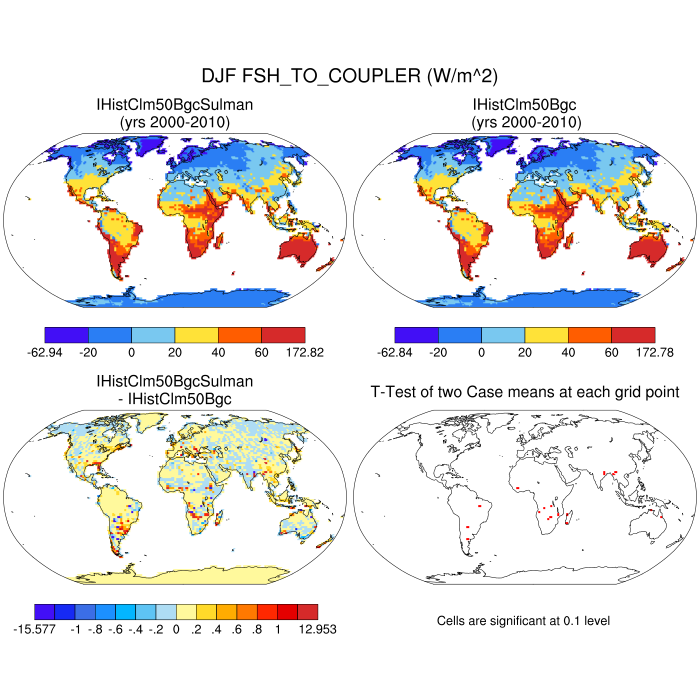 DJF FSH_TO_COUPLER (W/m^2)
IHistClm50BgcSulman
(yrs 2000-2010)
IHistClm50Bgc
(yrs 2000-2010)
-62.94 -20 0 20 40 60 172.82
-62.84 -20 0 20 40 60 172.78
IHistClm50BgcSulman
- IHistClm50Bgc
T-Test of two Case means at each grid point
-15.577 -1 -.8 -.6 -.4 -.2 0 .2 .4 .6 .8 1 12.953
Cells are significant at 0.1 level